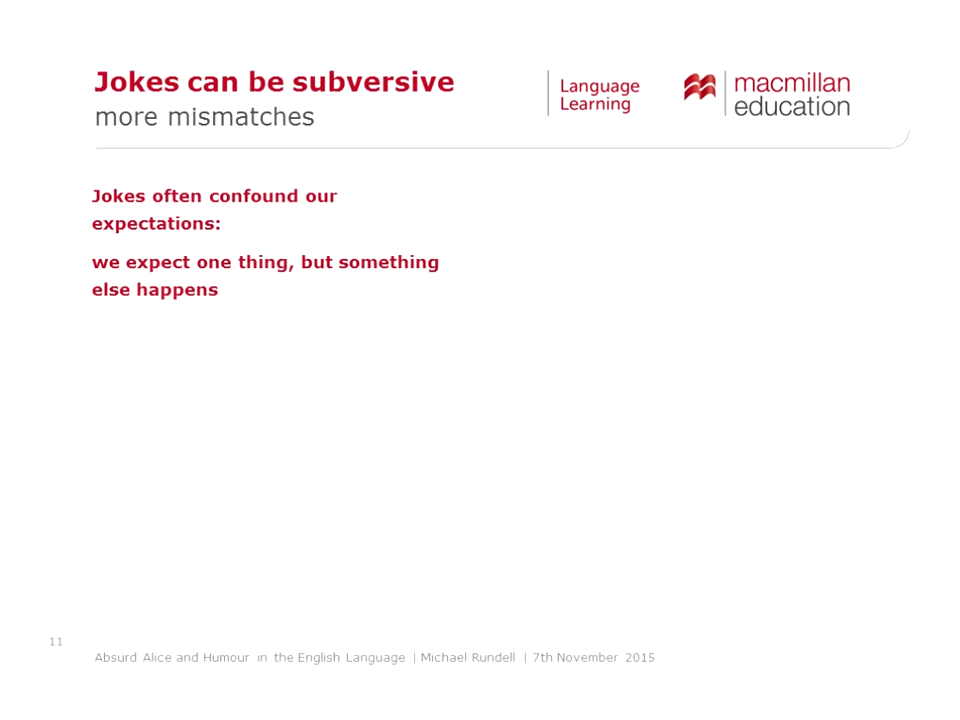 Jokes can be subversive
more mismatches
Language
Learning
macmillan
education
Jokes often confound our
expectations:
we expect one thing, but something
else happens
11
Absurd Alice and Humour in the English Language | Michael Rundell | 7th November 2015